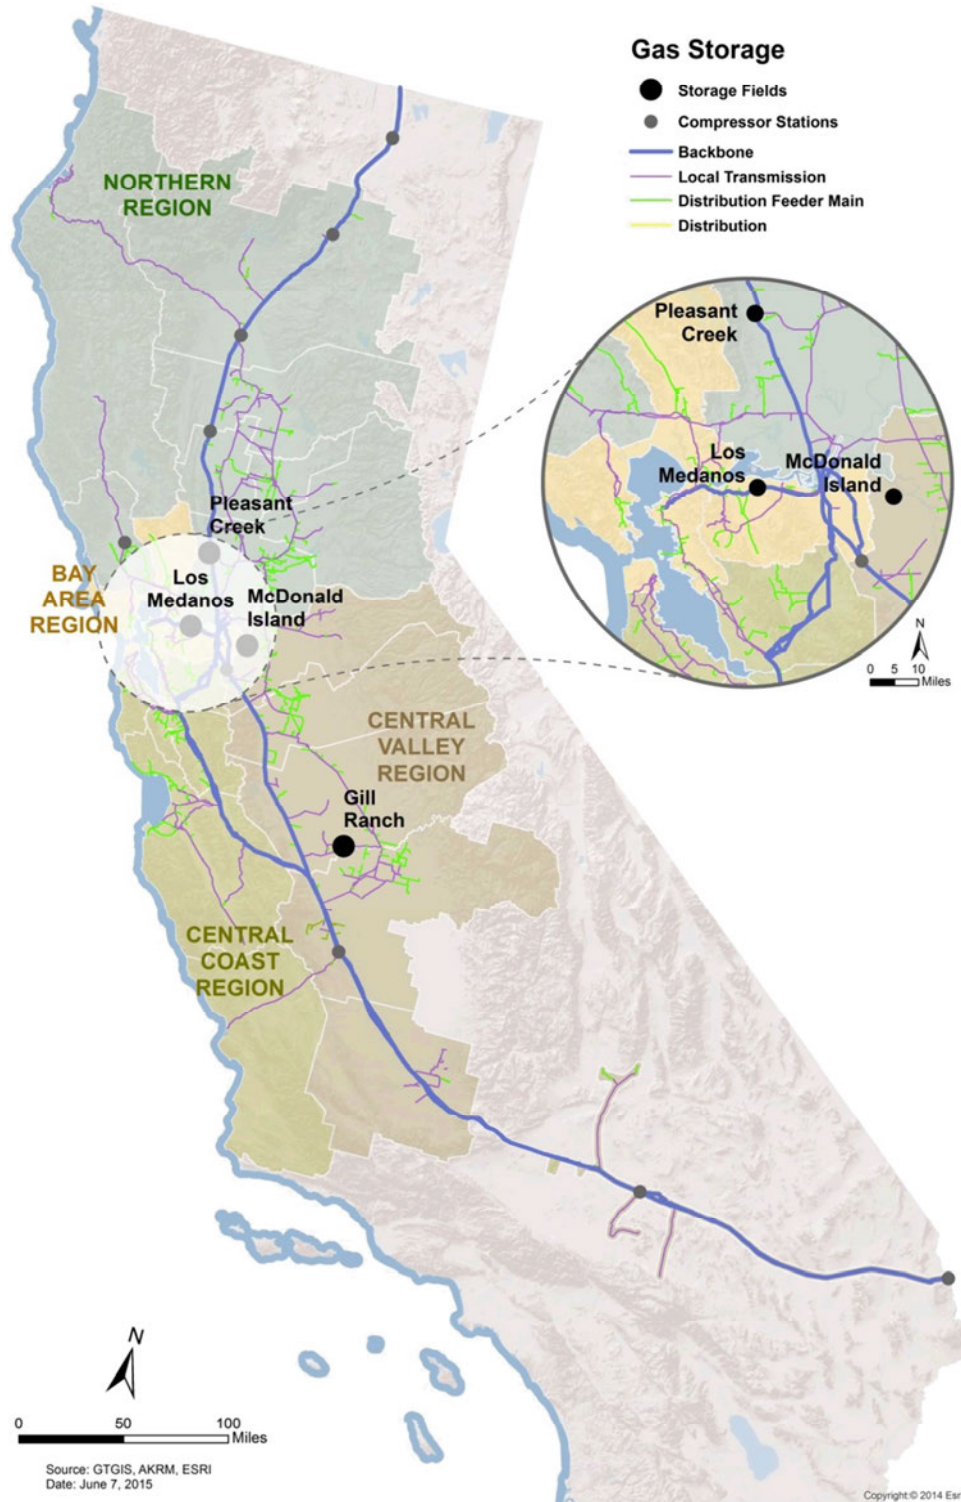 Gas Storage
Storage Fields
Compressor Stations
Backbone
Local Transmission
Distribution Feeder Main
Distribution
NORTHERN
REGION
Pleasant
Creek
Los
Medanos
McDonald
Island
N
0 5 10
Miles
Pleasant
Creek
BAY
AREA
REGION
Los
Medanos
McDonald
Island
CENTRAL
VALLEY
REGION
Gill
Ranch
CENTRAL
COAST
REGION
N
0 50 100
Miles
Source: GTGIS, AKRM, ESRI
Date: June 7, 2015
Copyright:© 2014 Esr